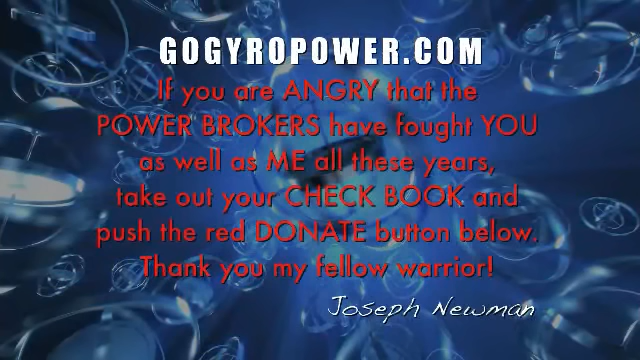 GOGYROPOWER.COM
If you are ANGRY that the
POWER BROKERS have fought YOU
as well as ME all these years,
take out your CHECK BOOK and
push the red DONATE button below.
Thank you my fellow warrior!
Joseph Newman